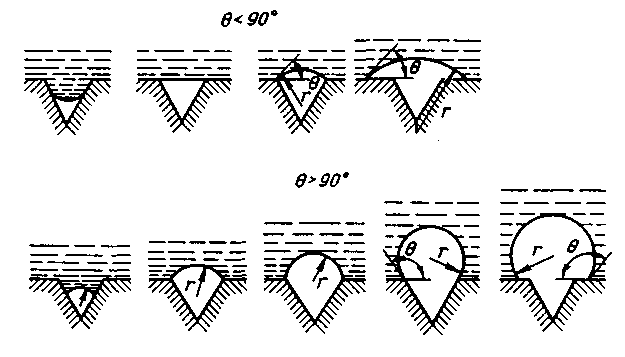 θ < 90°
r θ
θ r
θ > 90°
r r θ r r θ